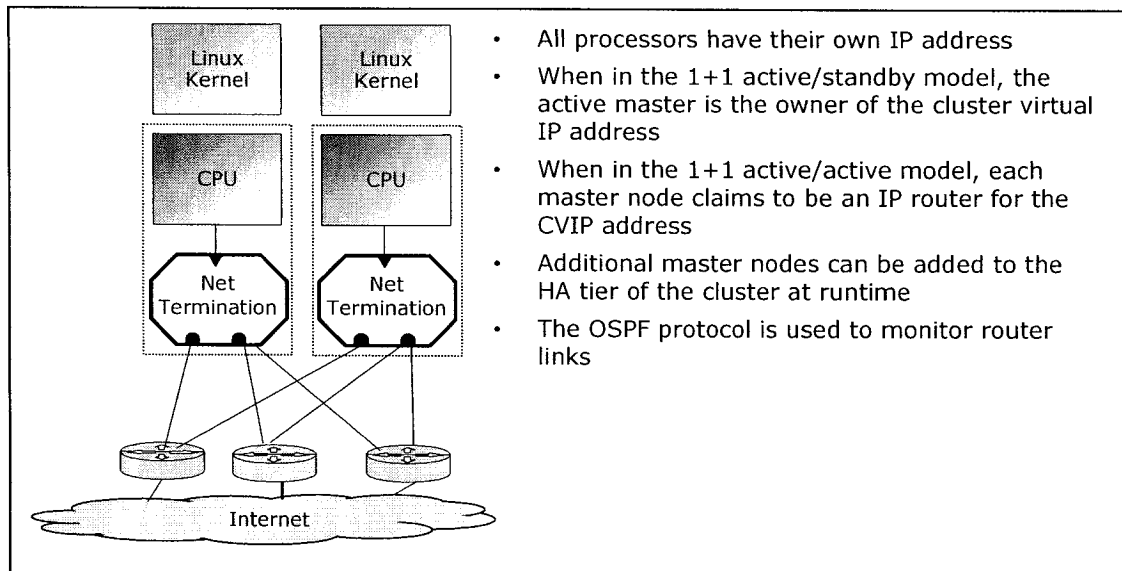 Linux
Kernel
Linux
Kernel
CPU
CPU
Net
Termination
Net
Termination
Internet
• All processors have their own IP address
• When in the 1+1 active/standby model, the
active master is the owner of the cluster virtual
IP address
• When in the 1+1 active/active model, each
master node claims to be an IP router for the
CVIP address
• Additional master nodes can be added to the
HA tier of the cluster at runtime
• The OSPF protocol is used to monitor router
links